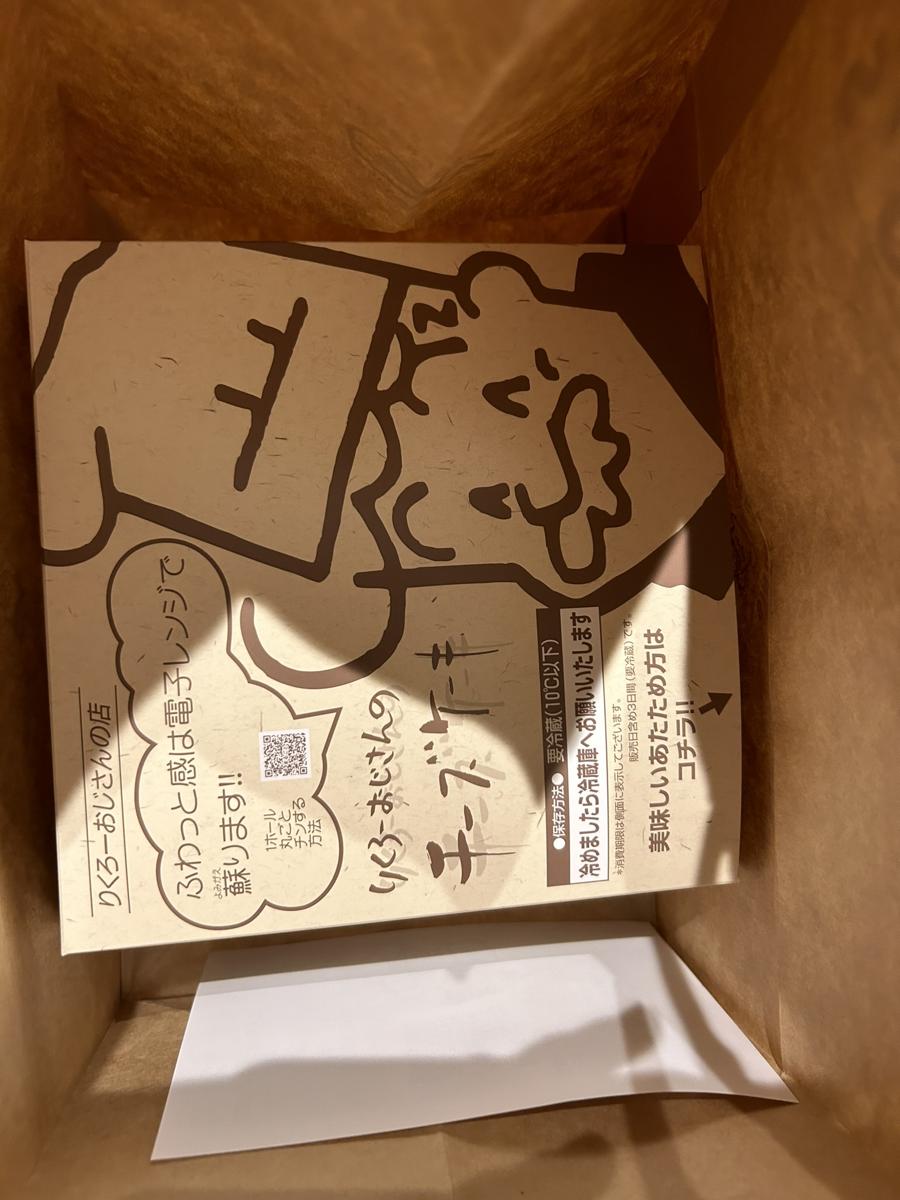 りくろーおじさんの店
ふわっと感は電子レンジで
よみがえ
蘇ります!!
1ホール
丸ごと
チンする
方法
りくろーおじさんの
チーズケーキ
●保存方法● 要冷蔵(10℃以下)
冷めましたら冷蔵庫へお願いいたします
*消費期限は側面に表示してございます。
販売日含め3日間(要冷蔵)です。
美味しいあたため方は
コチラ!!